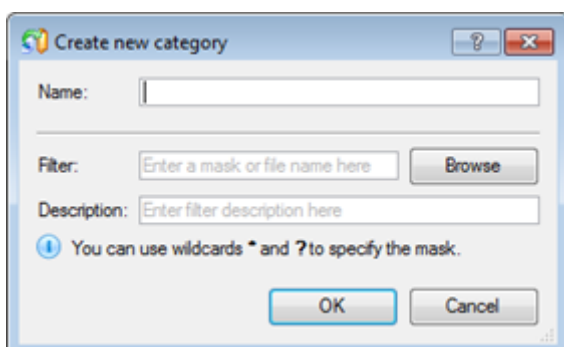 Create new category
Name:
Filter: Enter a mask or file name here Browse
Description: Enter filter description here
You can use wildcards * and ? to specify the mask.
OK Cancel